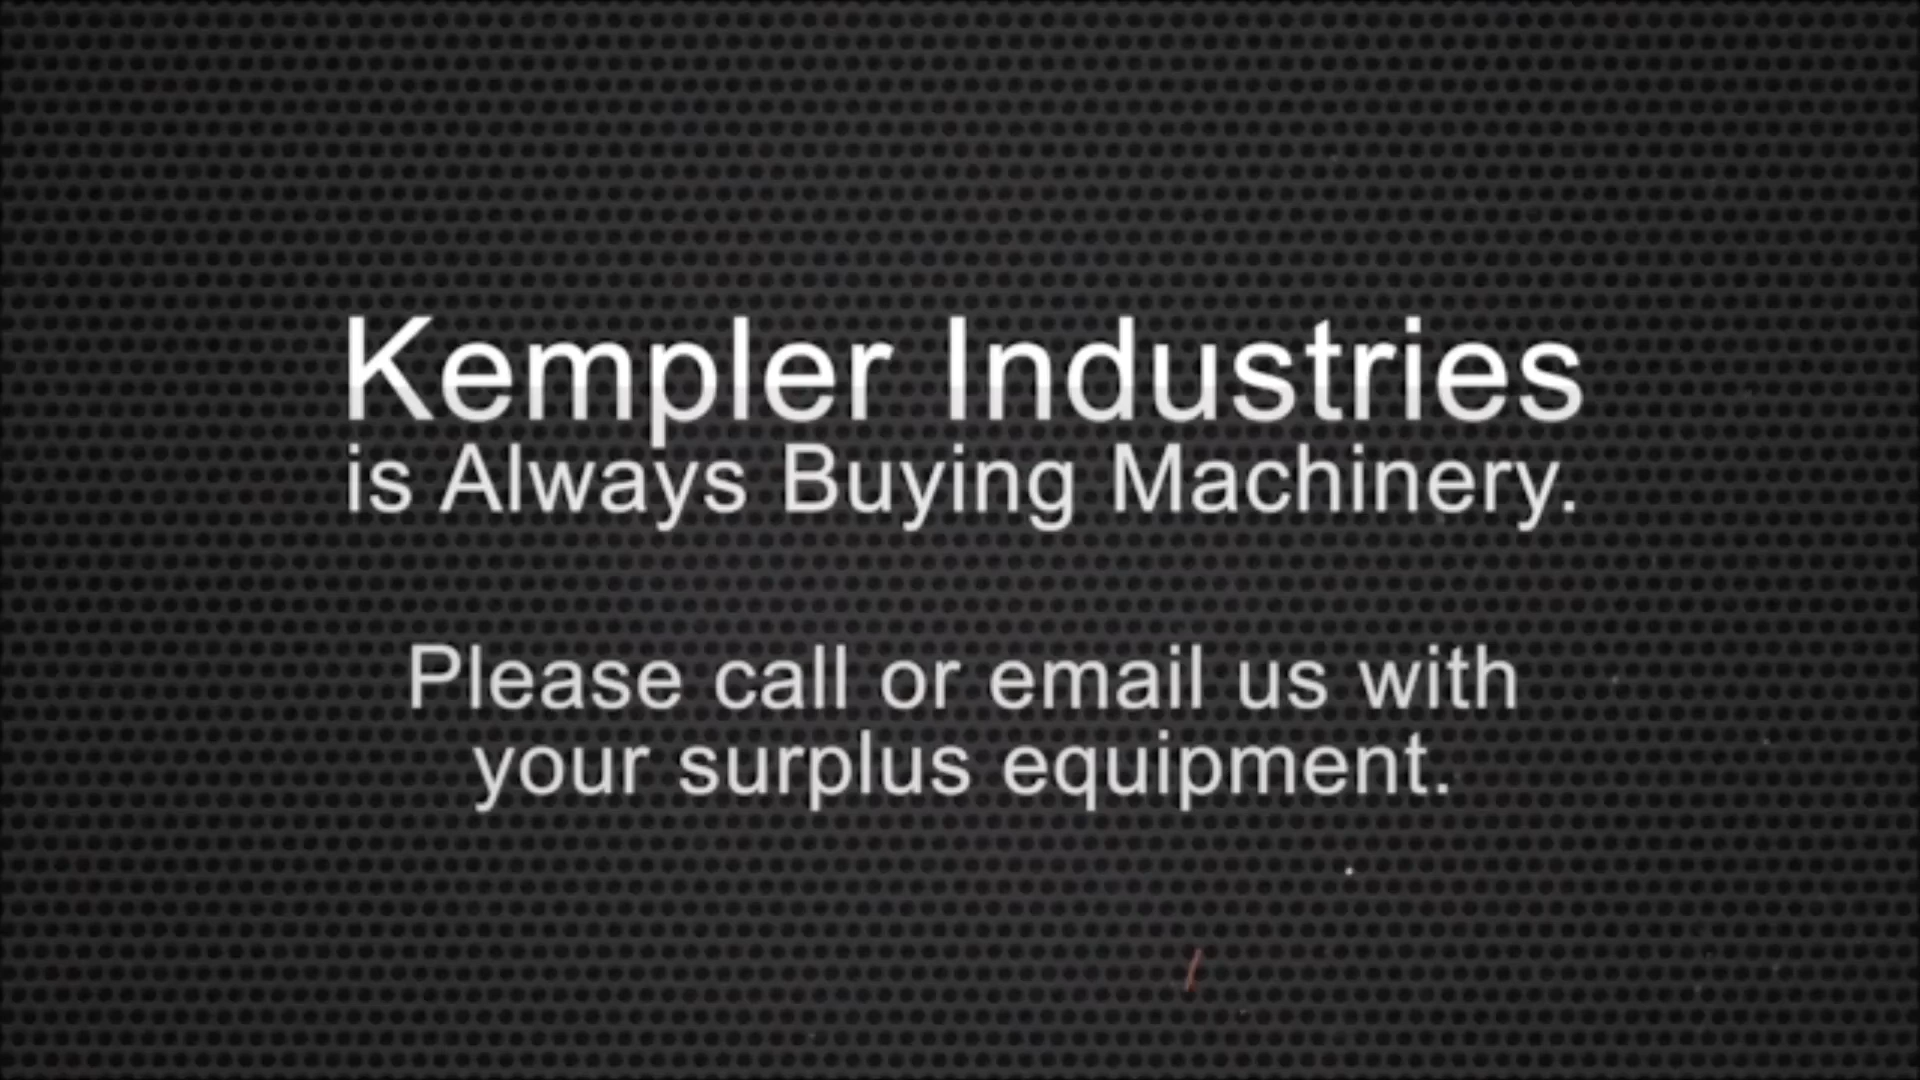 Kempler Industries
is Always Buying Machinery.
Please call or email us with
your surplus equipment.